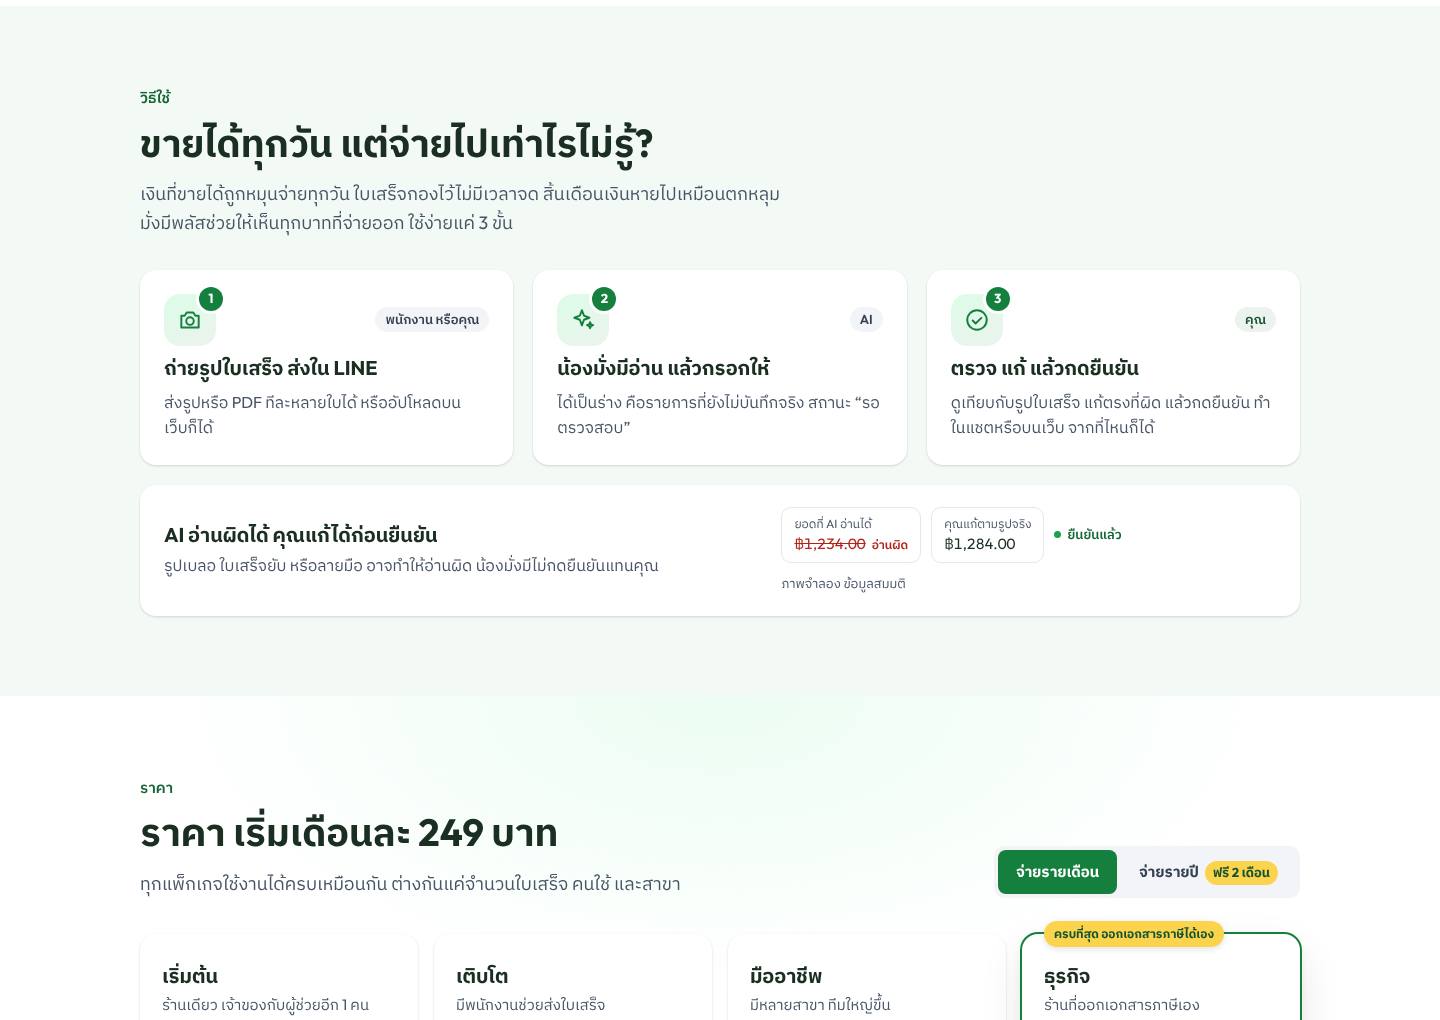 วิธีใช้
ขายได้ทุกวัน แต่จ่ายไปเท่าไรไม่รู้?
เงินที่ขายได้ถูกหมุนจ่ายทุกวัน ใบเสร็จกองไว้ไม่มีเวลาจด สิ้นเดือนเงินหายไปเหมือนตกหลุม
มั่งมีพลัสช่วยให้เห็นทุกบาทที่จ่ายออก ใช้ง่ายแค่ 3 ขั้น
1
พนักงาน หรือคุณ
ถ่ายรูปใบเสร็จ ส่งใน LINE
ส่งรูปหรือ PDF ทีละหลายใบได้ หรืออัปโหลดบน
เว็บก็ได้
2
AI
น้องมั่งมีอ่าน แล้วกรอกให้
ได้เป็นร่าง คือรายการที่ยังไม่บันทึกจริง สถานะ “รอ
ตรวจสอบ”
3
คุณ
ตรวจ แก้ แล้วกดยืนยัน
ดูเทียบกับรูปใบเสร็จ แก้ตรงที่ผิด แล้วกดยืนยัน ทำ
ในแชตหรือบนเว็บ จากที่ไหนก็ได้
AI อ่านผิดได้ คุณแก้ได้ก่อนยืนยัน
รูปเบลอ ใบเสร็จยับ หรือลายมือ อาจทำให้อ่านผิด น้องมั่งมีไม่กดยืนยันแทนคุณ
ยอดที่ AI อ่านได้
฿1,234.00 อ่านผิด
คุณแก้ตามรูปจริง
฿1,284.00
ยืนยันแล้ว
ภาพจำลอง ข้อมูลสมมติ
ราคา
ราคา เริ่มเดือนละ 249 บาท
ทุกแพ็กเกจใช้งานได้ครบเหมือนกัน ต่างกันแค่จำนวนใบเสร็จ คนใช้ และสาขา
จ่ายรายเดือน
จ่ายรายปี ฟรี 2 เดือน
เริ่มต้น
ร้านเดียว เจ้าของกับผู้ช่วยอีก 1 คน
เติบโต
มีพนักงานช่วยส่งใบเสร็จ
มืออาชีพ
มีหลายสาขา ทีมใหญ่ขึ้น
ครบที่สุด ออกเอกสารภาษีได้เอง
ธุรกิจ
ร้านที่ออกเอกสารภาษีเอง